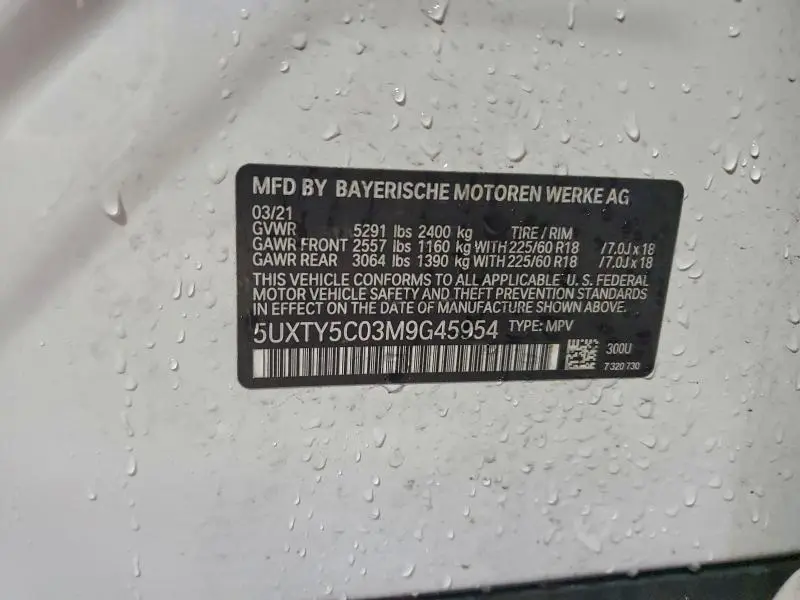 MFD BY BAYERISCHE MOTOREN WERKE AG
03/21
GVWR 5291 lbs 2400 kg TIRE / RIM
GAWR FRONT 2557 lbs 1160 kg WITH 225/60 R18 /7.0J x 18
GAWR REAR 3064 lbs 1390 kg WITH 225/60 R18 /7.0J x 18
THIS VEHICLE CONFORMS TO ALL APPLICABLE U. S. FEDERAL
MOTOR VEHICLE SAFETY AND THEFT PREVENTION STANDARDS
IN EFFECT ON THE DATE OF MANUFACTURE SHOWN ABOVE.
5UXTY5C03M9G45954 TYPE: MPV
300U
7 320 730